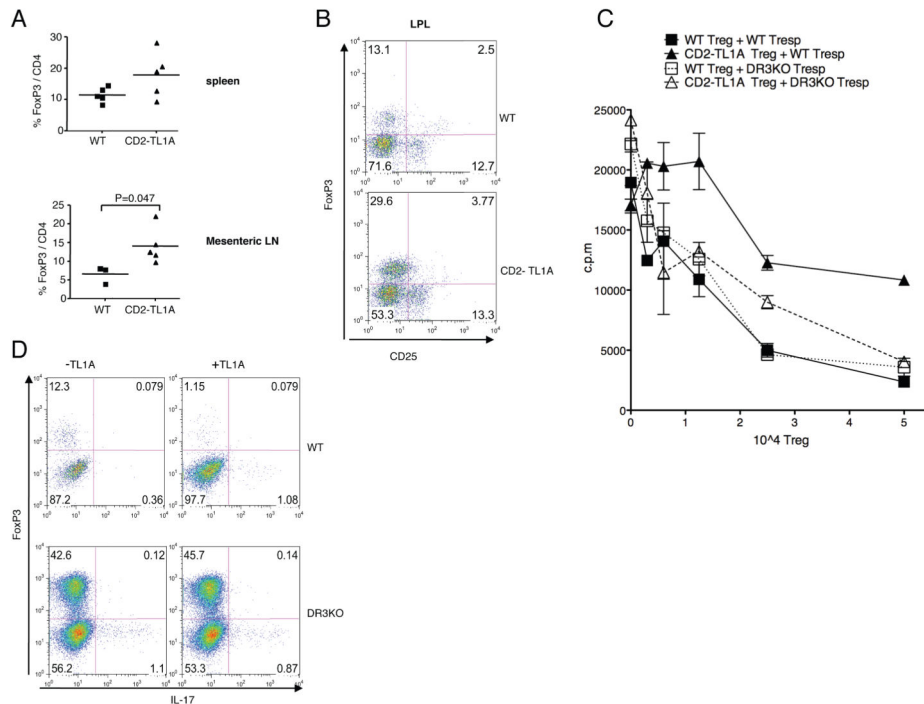 A
% FoxP3 / CD4
30
20
10
0
WT
CD2-TL1A
spleen
P=0.047
% FoxP3 / CD4
25
20
15
10
5
0
WT
CD2-TL1A
Mesenteric LN
B
LPL
13.1
2.5
71.6
12.7
WT
29.6
3.77
53.3
13.3
CD2- TL1A
FoxP3
CD25
C
WT Treg + WT Tresp
CD2-TL1A Treg + WT Tresp
WT Treg + DR3KO Tresp
CD2-TL1A Treg + DR3KO Tresp
c.p.m
25000
20000
15000
10000
5000
0
0 1 2 3 4 5
10^4 Treg
D
-TL1A
+TL1A
12.3
0.079
87.2
0.36
1.15
0.079
97.7
1.08
WT
42.6
0.12
56.2
1.1
45.7
0.14
53.3
0.87
DR3KO
FoxP3
IL-17